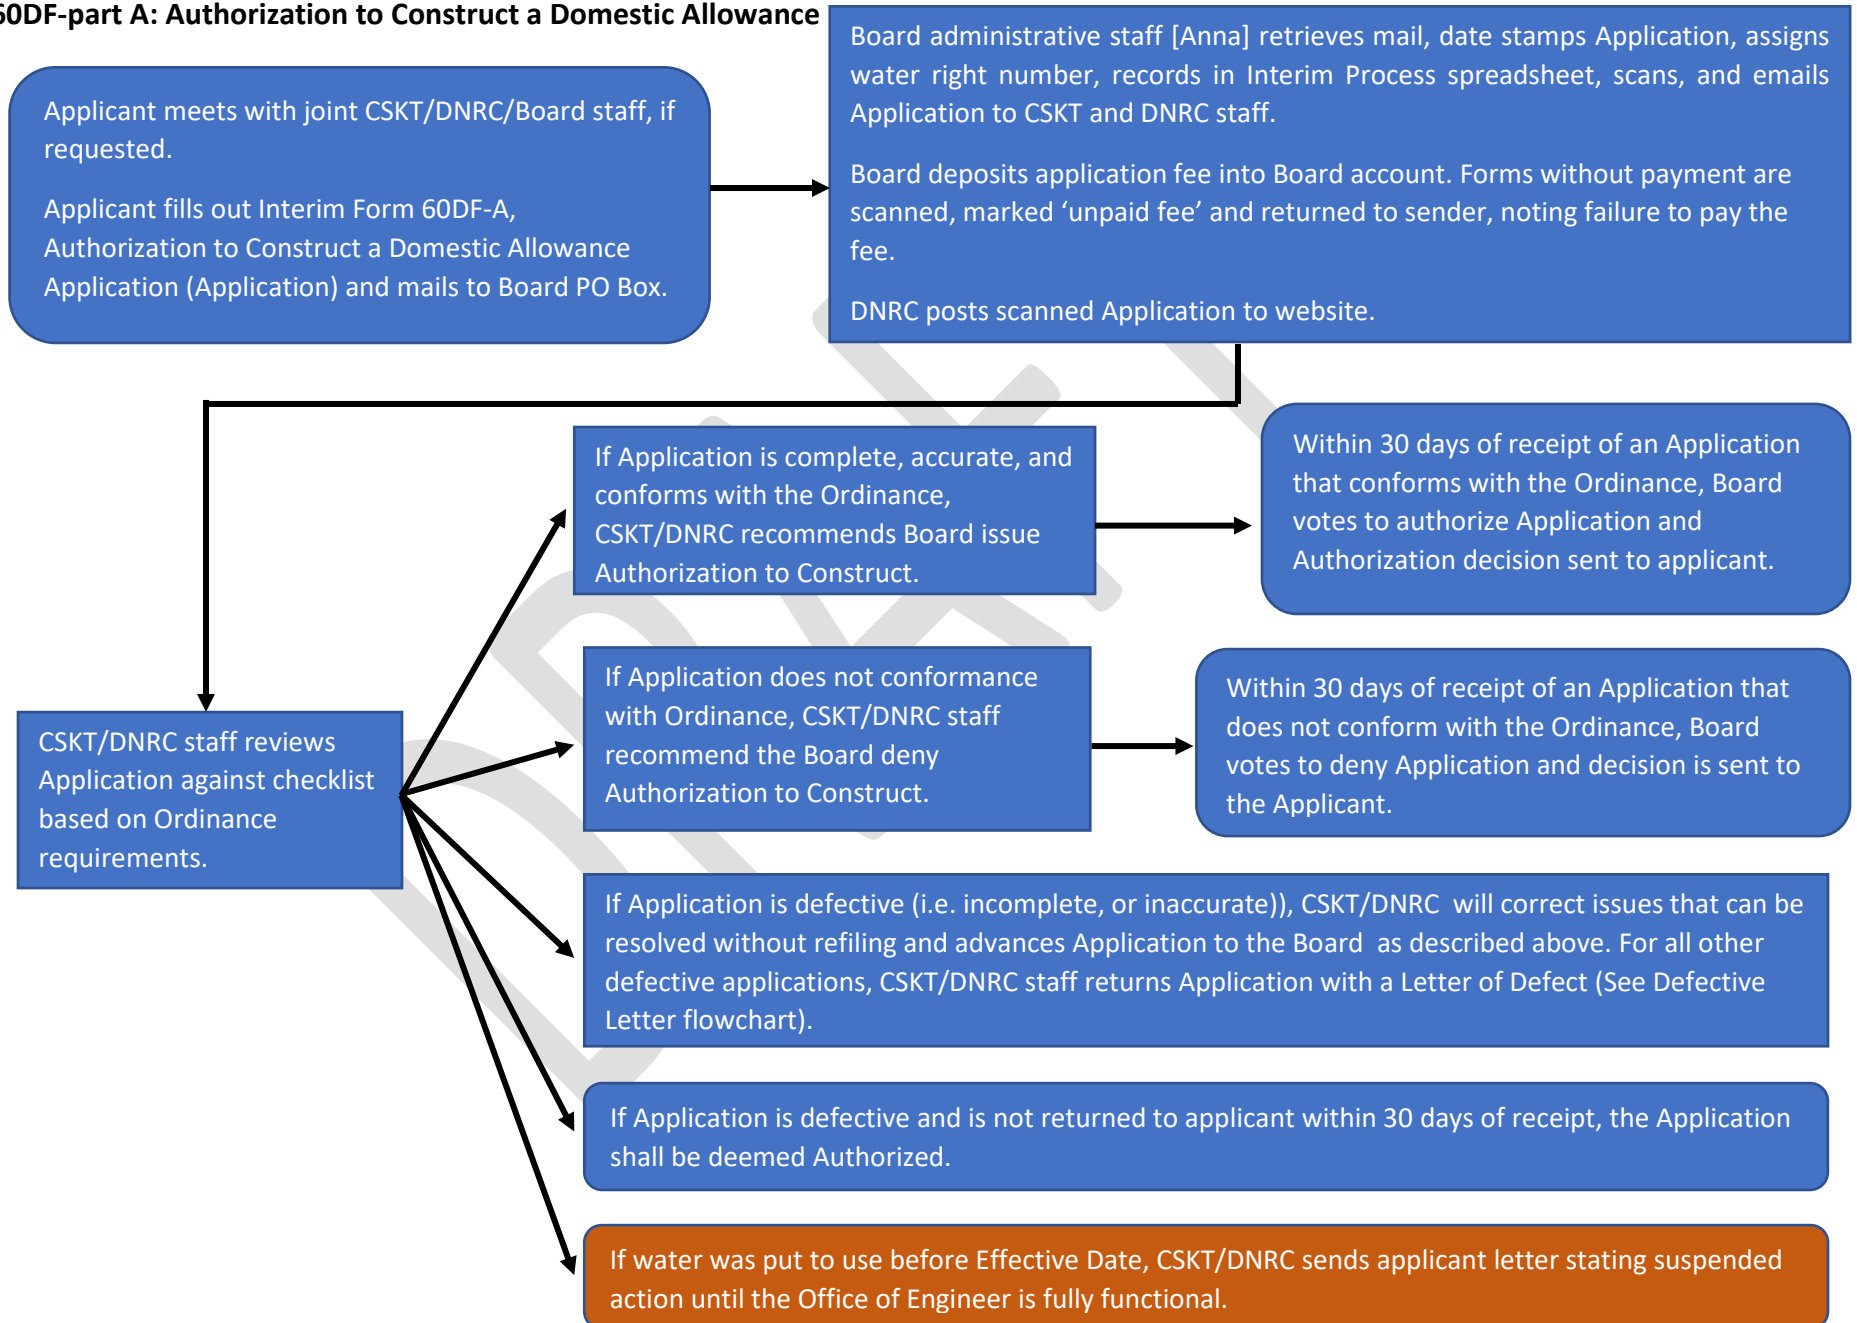 60DF-part A: Authorization to Construct a Domestic Allowance
Applicant meets with joint CSKT/DNRC/Board staff, if
requested.
Applicant fills out Interim Form 60DF-A,
Authorization to Construct a Domestic Allowance
Application (Application) and mails to Board PO Box.
Board administrative staff [Anna] retrieves mail, date stamps Application, assigns
water right number, records in Interim Process spreadsheet, scans, and emails
Application to CSKT and DNRC staff.
Board deposits application fee into Board account. Forms without payment are
scanned, marked ‘unpaid fee’ and returned to sender, noting failure to pay the
fee.
DNRC posts scanned Application to website.
CSKT/DNRC staff reviews
Application against checklist
based on Ordinance
requirements.
If Application is complete, accurate, and
conforms with the Ordinance,
CSKT/DNRC recommends Board issue
Authorization to Construct.
Within 30 days of receipt of an Application
that conforms with the Ordinance, Board
votes to authorize Application and
Authorization decision sent to applicant.
If Application does not conformance
with Ordinance, CSKT/DNRC staff
recommend the Board deny
Authorization to Construct.
Within 30 days of receipt of an Application that
does not conform with the Ordinance, Board
votes to deny Application and decision is sent to
the Applicant.
If Application is defective (i.e. incomplete, or inaccurate)), CSKT/DNRC  will correct issues that can be
resolved without refiling and advances Application to the Board  as described above. For all other
defective applications, CSKT/DNRC staff returns Application with a Letter of Defect (See Defective
Letter flowchart).
If Application is defective and is not returned to applicant within 30 days of receipt, the Application
shall be deemed Authorized.
If water was put to use before Effective Date, CSKT/DNRC sends applicant letter stating suspended
action until the Office of Engineer is fully functional.
DRAFT